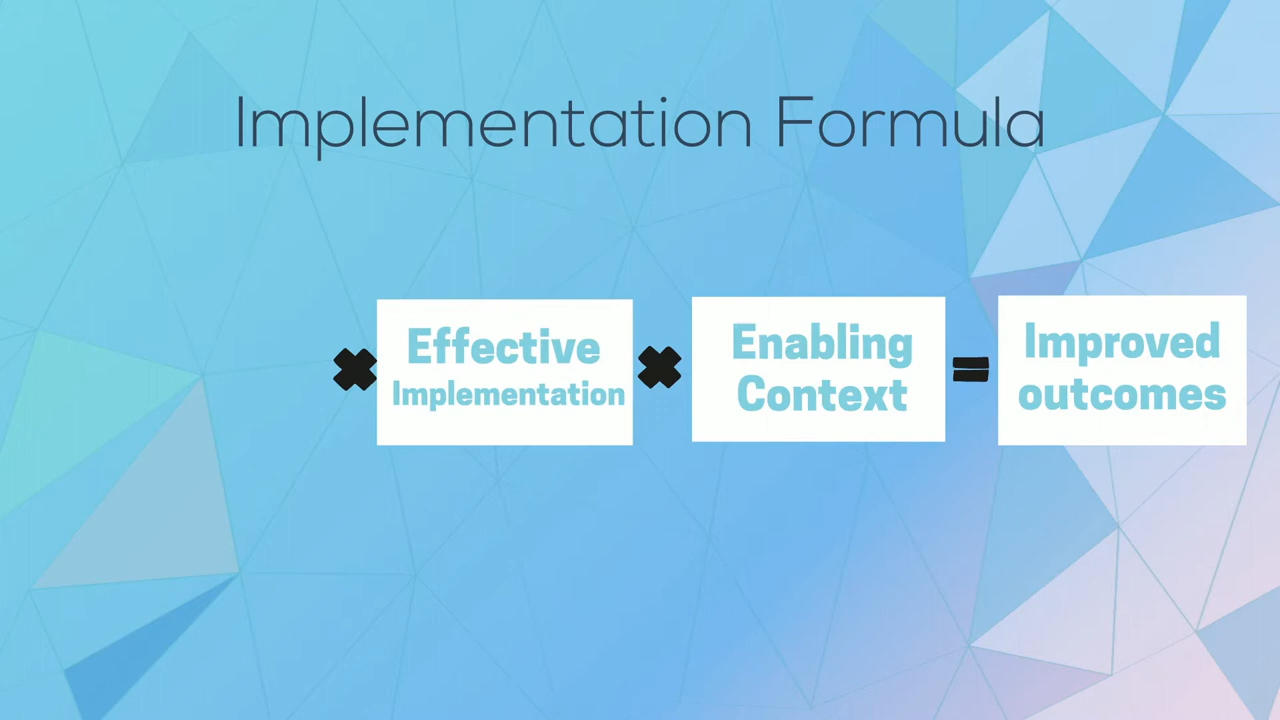 Implementation Formula
Effective
Implementation
Enabling
Context
Improved
outcomes